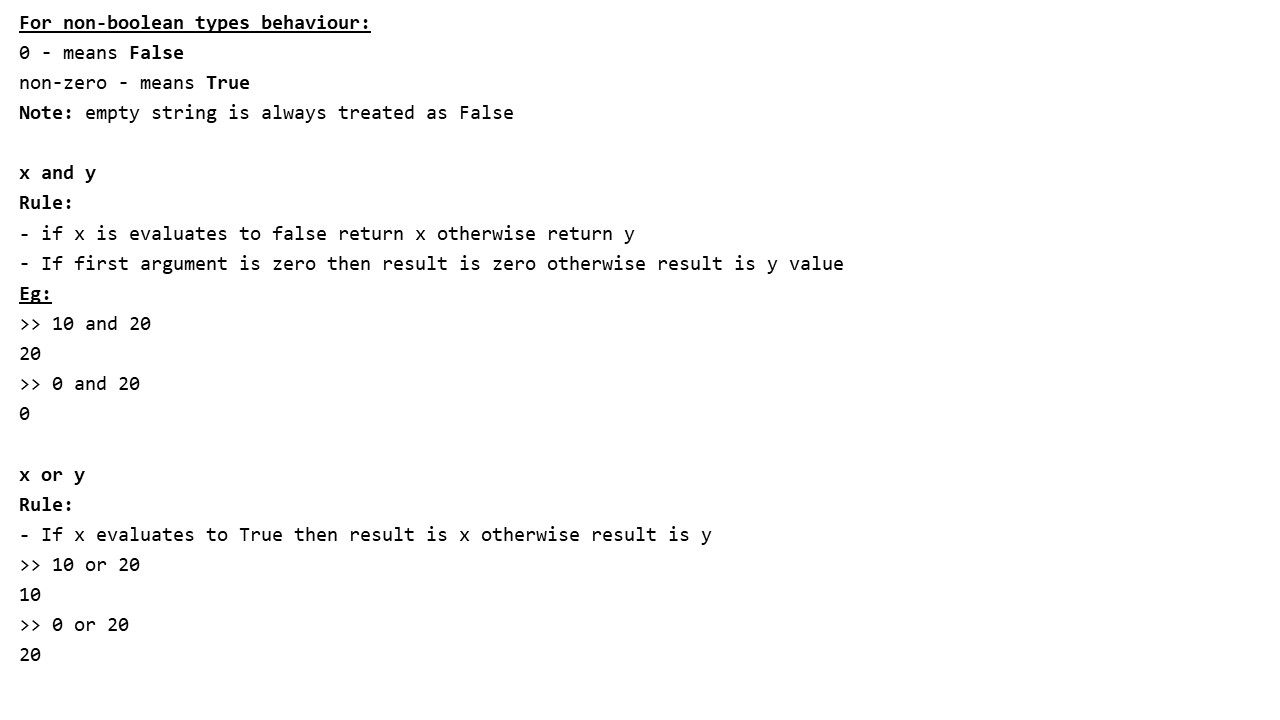 For non-boolean types behaviour:
0 - means False
non-zero - means True
Note: empty string is always treated as False
x and y
Rule:
- if x is evaluates to false return x otherwise return y
- If first argument is zero then result is zero otherwise result is y value
Eg:
>> 10 and 20
20
>> 0 and 20
0
x or y
Rule:
- If x evaluates to True then result is x otherwise result is y
>> 10 or 20
10
>> 0 or 20
20